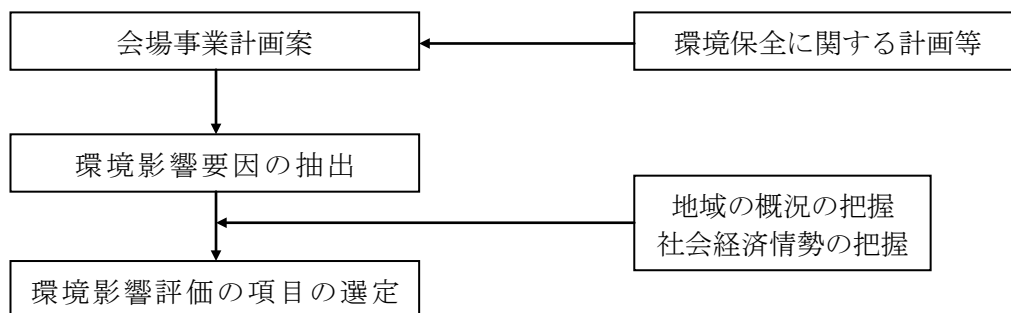 会場事業計画案
環境保全に関する計画等
環境影響要因の抽出
地域の概況の把握
社会経済情勢の把握
環境影響評価の項目の選定